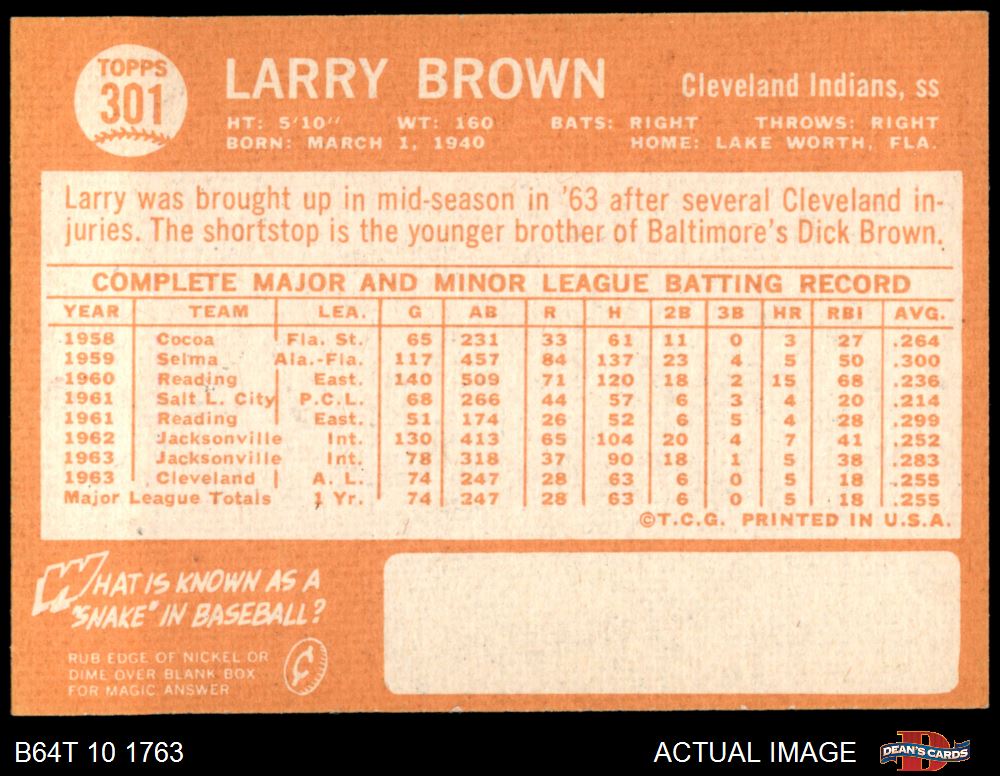 TOPPS
301
LARRY BROWN
Cleveland Indians, ss
HT: 5'10" WT: 160 BATS: RIGHT THROWS: RIGHT
BORN: MARCH 1, 1940 HOME: LAKE WORTH, FLA.
Larry was brought up in mid-season in '63 after several Cleveland in-
juries. The shortstop is the younger brother of Baltimore's Dick Brown.
COMPLETE MAJOR AND MINOR LEAGUE BATTING RECORD
YEAR TEAM LEA. G AB R H 2B 3B HR RBI AVG.
1958 Cocoa Fla. St. 65 231 33 61 11 0 3 27 .264
1959 Selma Ala.-Fla. 117 457 84 137 23 4 5 50 .300
1960 Reading East. 140 509 71 120 18 2 15 68 .236
1961 Salt L. City P.C.L. 68 266 44 57 6 3 4 20 .214
1961 Reading East. 51 174 26 52 6 5 4 28 .299
1962 Jacksonville Int. 130 413 65 104 20 4 7 41 .252
1963 Jacksonville Int. 78 318 37 90 18 1 5 38 .283
1963 Cleveland A. L. 74 247 28 63 6 0 5 18 .255
Major League Totals 1 Yr. 74 247 28 63 6 0 5 18 .255
©T.C.G. PRINTED IN U.S.A.
WHAT IS KNOWN AS A
"SNAKE" IN BASEBALL?
RUB EDGE OF NICKEL OR
DIME OVER BLANK BOX
FOR MAGIC ANSWER
B64T 10 1763
ACTUAL IMAGE
DEAN'S CARDS